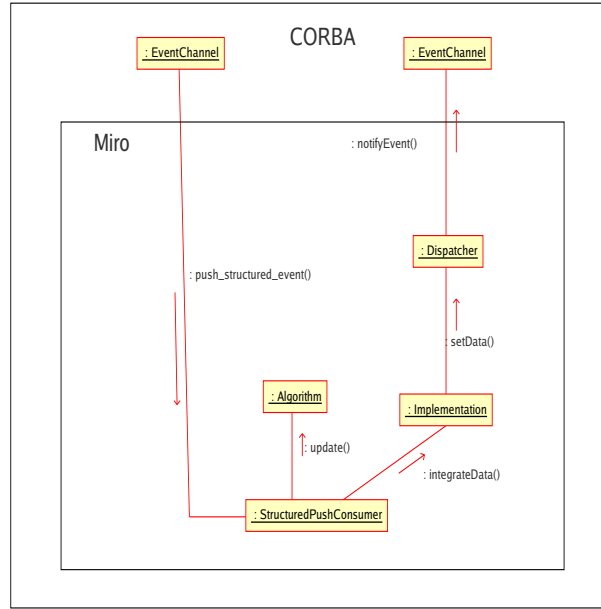 CORBA
: EventChannel
: EventChannel
Miro
: notifyEvent()
: Dispatcher
: push_structured_event()
: setData()
: Algorithm
: Implementation
: update()
: integrateData()
: StructuredPushConsumer